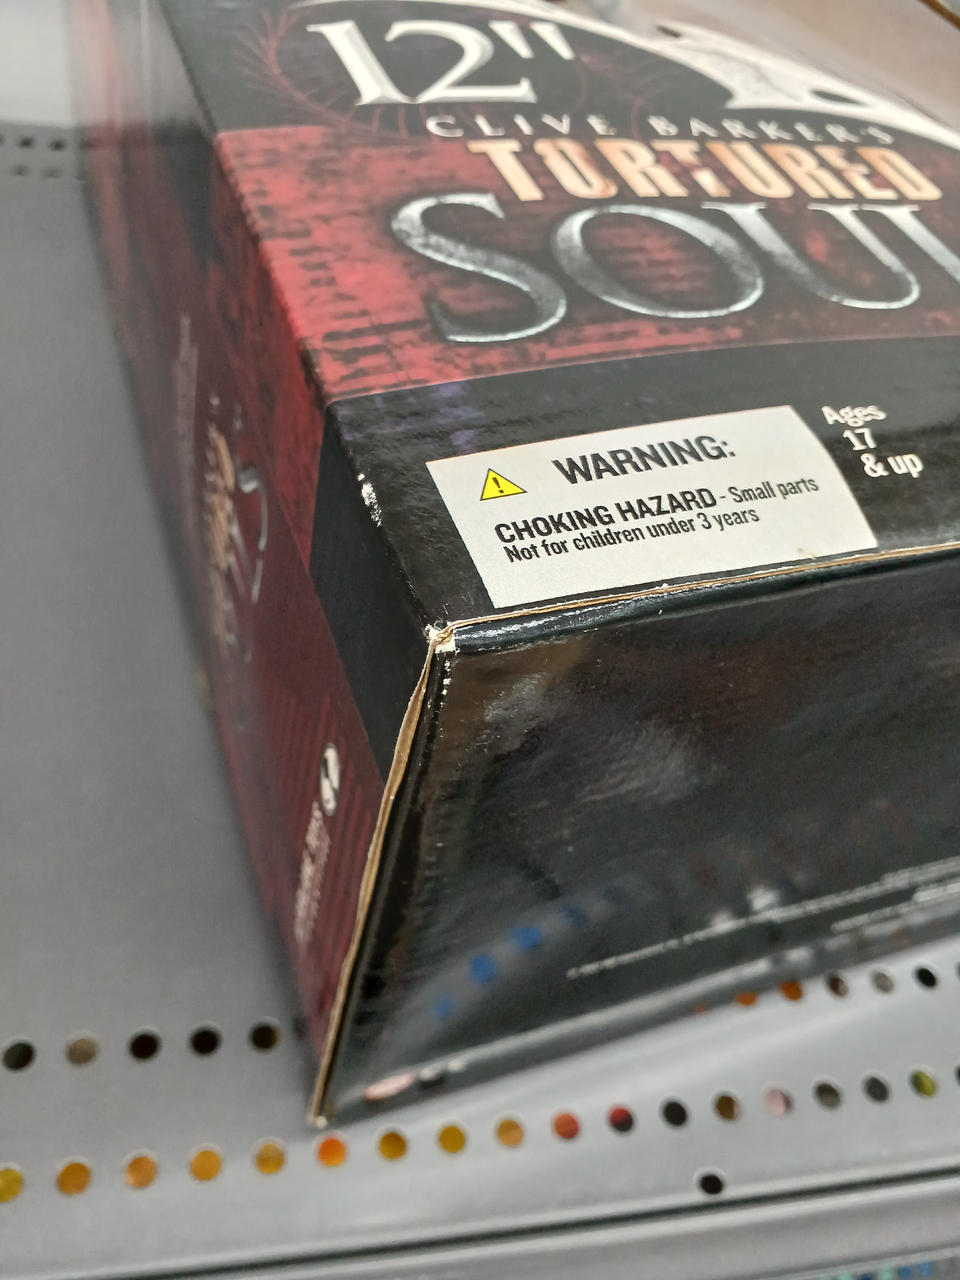 12"
CLIVE BARKER'S
TORTURED
SOUL
Ages
17
& up
WARNING:
CHOKING HAZARD - Small parts
Not for children under 3 years